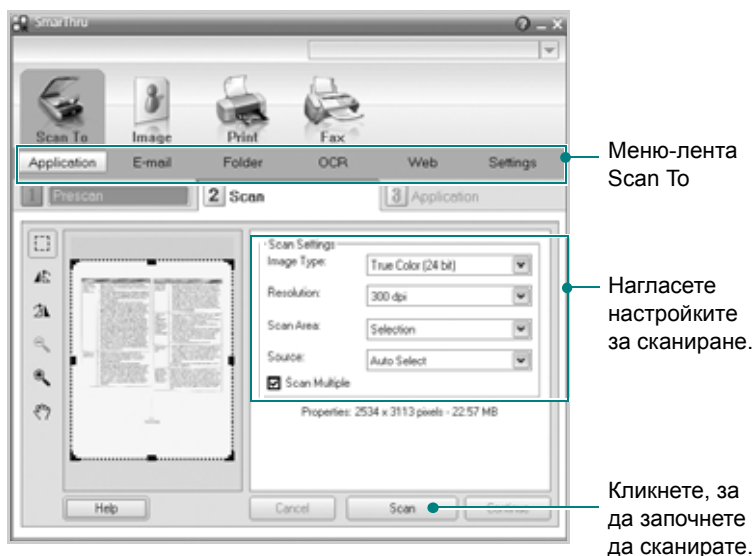 SmarThru
Scan To Image Print Fax
Application E-mail Folder OCR Web Settings
1 Prescan 2 Scan 3 Application
Scan Settings
Image Type: True Color (24 bit)
Resolution: 300 dpi
Scan Area: Selection
Source: Auto Select
Scan Multiple
Properties: 2534 x 3113 pixels - 22.57 MB
Help Cancel Scan Continue
Меню-лента
Scan To
Нагласете
настройките
за сканиране.
Кликнете, за
да започнете
да сканирате.